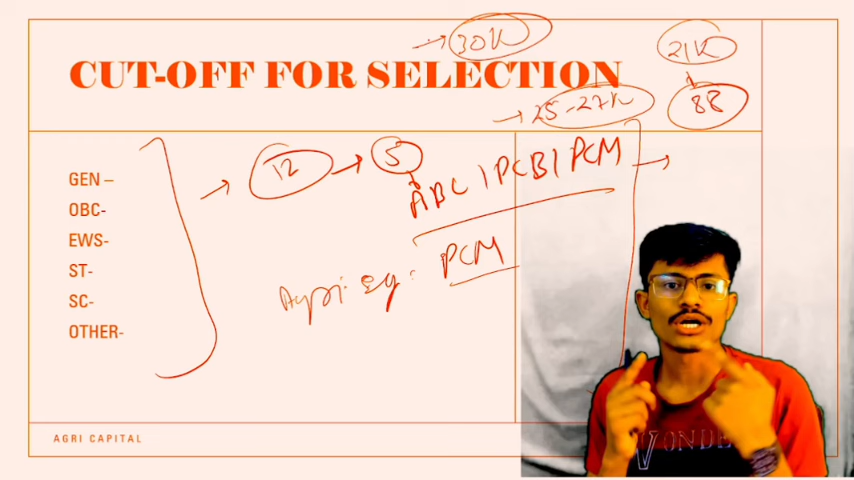 → 30K
21K
CUT-OFF FOR SELECTION
→ 25-27K
88
GEN –
OBC-
EWS-
ST-
SC-
OTHER-
→ 12 → 5
ABC | PCB | PCM →
Agri. Eg. PCM
AGRI CAPITAL
VONDE